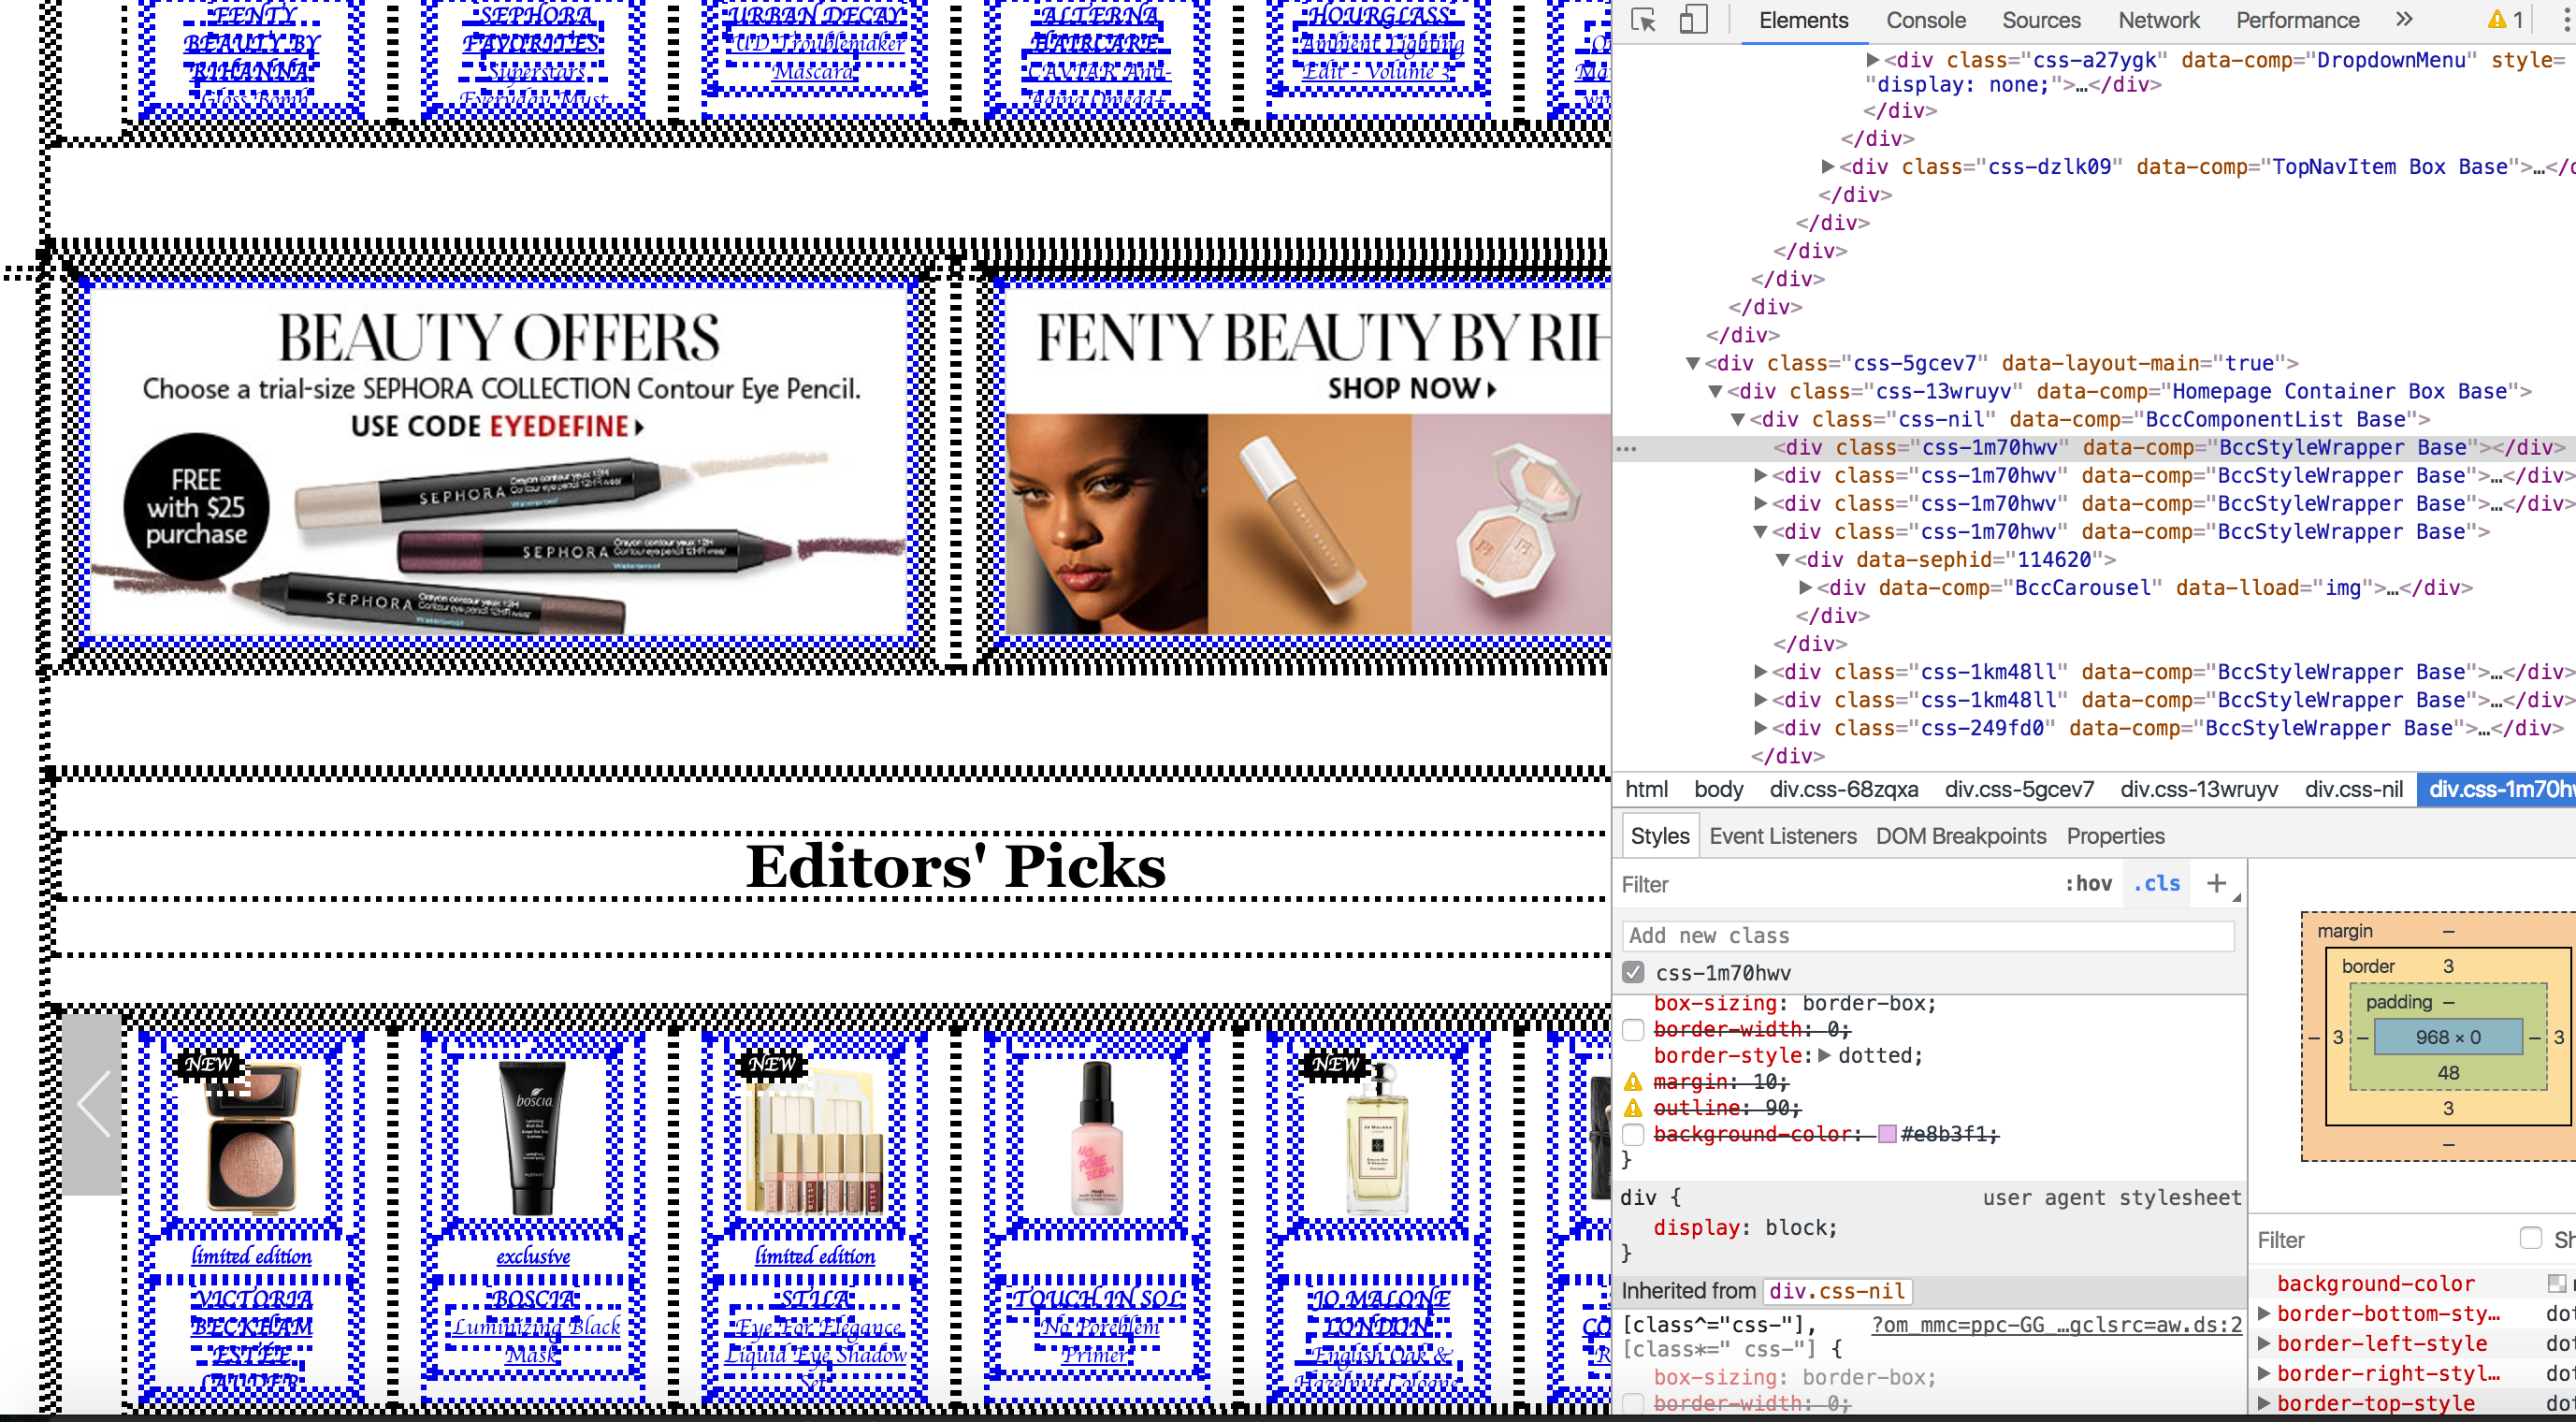 FENTY
BEAUTY BY
RIHANNA
Gloss Bomb
SEPHORA
FAVORITES
Superstars
Everyday Must
URBAN DECAY
UD Troublemaker
Mascara
ALTERNA
HAIRCARE
CAVIAR Anti-
Aging Omega+
HOURGLASS
Ambient Lighting
Edit - Volume 3
BEAUTY OFFERS
Choose a trial-size SEPHORA COLLECTION Contour Eye Pencil.
USE CODE EYEDEFINE
FREE
with $25
purchase
SEPHORA
SEPHORA
SEPHORA
FENTY BEAUTY BY RIH
SHOP NOW
Editors' Picks
NEW
limited edition
VICTORIA
BECKHAM
ESTÉE
LAUDER
boscia
exclusive
BOSCIA
Luminizing Black
Mask
NEW
limited edition
STILA
Eye For Elegance
Liquid Eye Shadow
Set
NO
PORE
BLEM
TOUCH IN SOL
No Poreblem
Primer
NEW
JO MALONE
LONDON
English Oak &
Hazelnut Cologne
Elements Console Sources Network Performance » 1
<div class="css-a27ygk" data-comp="DropdownMenu" style=
"display: none;">…</div>
</div>
</div>
<div class="css-dzlk09" data-comp="TopNavItem Box Base">…</d
</div>
</div>
</div>
</div>
</div>
</div>
<div class="css-5gcev7" data-layout-main="true">
<div class="css-13wruyv" data-comp="Homepage Container Box Base">
<div class="css-nil" data-comp="BccComponentList Base">
<div class="css-1m70hwv" data-comp="BccStyleWrapper Base"></div>
<div class="css-1m70hwv" data-comp="BccStyleWrapper Base">…</div>
<div class="css-1m70hwv" data-comp="BccStyleWrapper Base">…</div>
<div class="css-1m70hwv" data-comp="BccStyleWrapper Base">
<div data-sephid="114620">
<div data-comp="BccCarousel" data-lload="img">…</div>
</div>
</div>
<div class="css-1km48ll" data-comp="BccStyleWrapper Base">…</div>
<div class="css-1km48ll" data-comp="BccStyleWrapper Base">…</div>
<div class="css-249fd0" data-comp="BccStyleWrapper Base">…</div>
</div>
html body div.css-68zqxa div.css-5gcev7 div.css-13wruyv div.css-nil div.css-1m70hw
Styles Event Listeners DOM Breakpoints Properties
Filter :hov .cls +
Add new class
css-1m70hwv
box-sizing: border-box;
border-width: 0;
border-style: dotted;
margin: 10;
outline: 90;
background-color: #e8b3f1;
}
div { user agent stylesheet
display: block;
}
Inherited from div.css-nil
[class^="css-"], ?om_mmc=ppc-GG_…gclsrc=aw.ds:2
[class*=" css-"] {
box-sizing: border-box;
border-width: 0;
margin –
border 3
padding –
– 3 – 968 × 0 – 3
48
3
–
Filter Sh
background-color
border-bottom-sty… dot
border-left-style dot
border-right-styl… dot
border-top-style dot